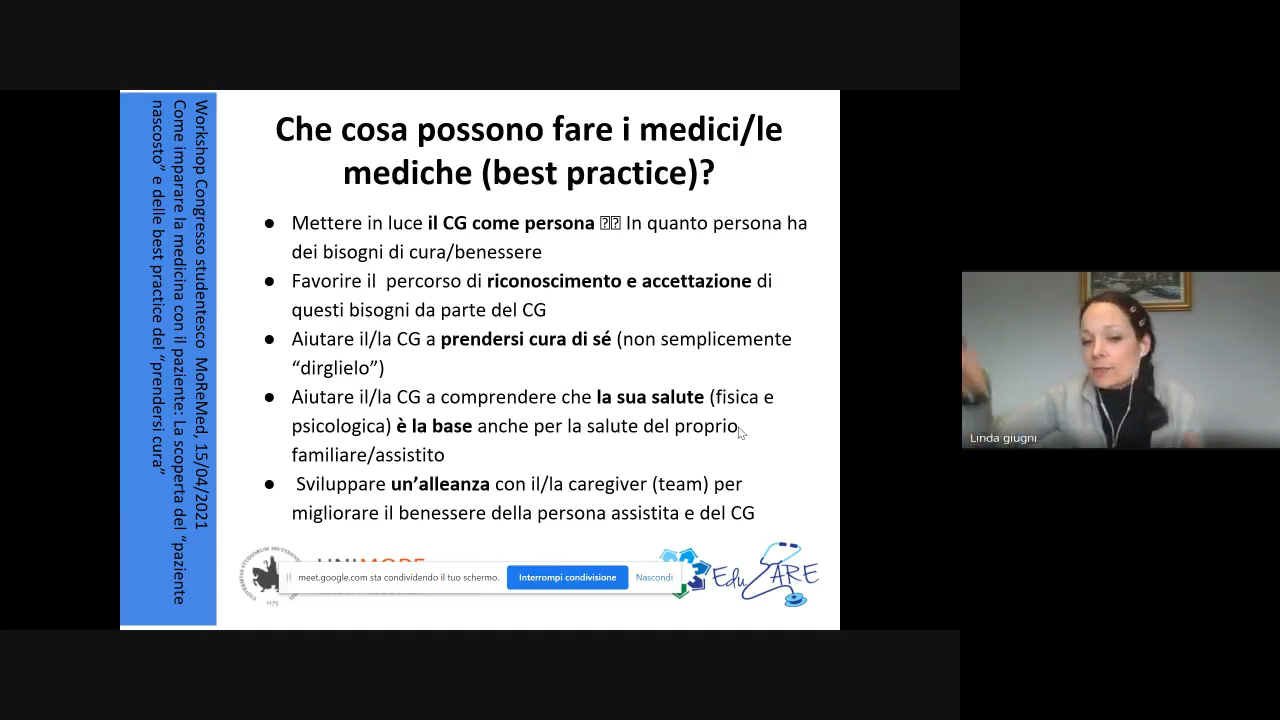 Workshop Congresso studentesco MoReMed, 15/04/2021
Come imparare la medicina con il paziente: La scoperta del “paziente
nascosto” e delle best practice del “prendersi cura”
Che cosa possono fare i medici/le
mediche (best practice)?
● Mettere in luce il CG come persona In quanto persona ha
dei bisogni di cura/benessere
● Favorire il percorso di riconoscimento e accettazione di
questi bisogni da parte del CG
● Aiutare il/la CG a prendersi cura di sé (non semplicemente
“dirglielo”)
● Aiutare il/la CG a comprendere che la sua salute (fisica e
psicologica) è la base anche per la salute del proprio
familiare/assistito
● Sviluppare un’alleanza con il/la caregiver (team) per
migliorare il benessere della persona assistita e del CG
UNIMORE
1175
meet.google.com sta condividendo il tuo schermo. Interrompi condivisione Nascondi
EduCARE
Linda giugni